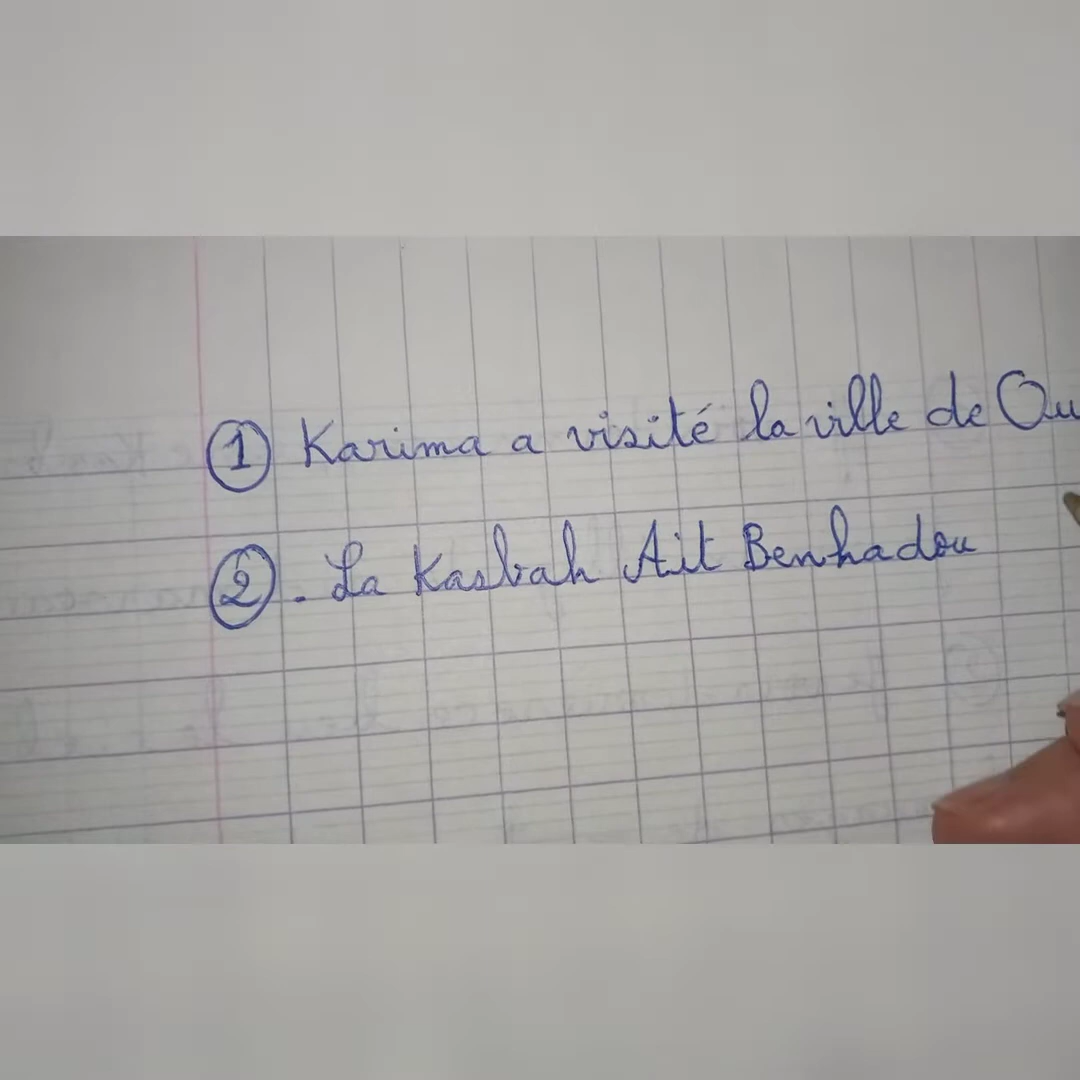 ① Karima a visité la ville de Ou
② . La Kasbah Ait Benhadou